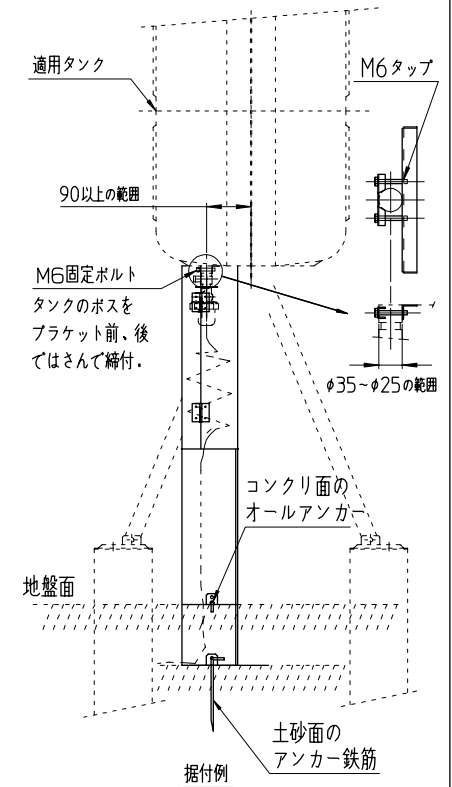 適用タンク
M6タップ
90以上の範囲
M6固定ボルト
タンクのボスを
ブラケット前、後
ではさんで締付.
φ35~φ25の範囲
コンクリ面の
オールアンカー
地盤面
土砂面の
アンカー鉄筋
据付例